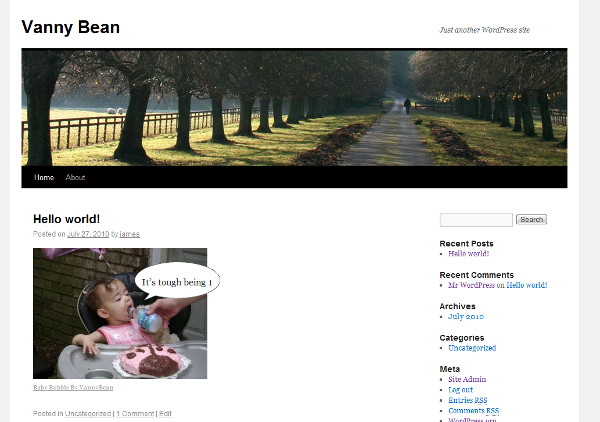 Vanny Bean
Just another WordPress site
Home About
Hello world!
Posted on July 27, 2010 by james
It's tough being 1
Baby Bubble By Vanny Bean
Posted in Uncategorized | 1 Comment | Edit
Search
Recent Posts
Hello world!
Recent Comments
Mr WordPress on Hello world!
Archives
July 2010
Categories
Uncategorized
Meta
Site Admin
Log out
Entries RSS
Comments RSS
WordPress.org